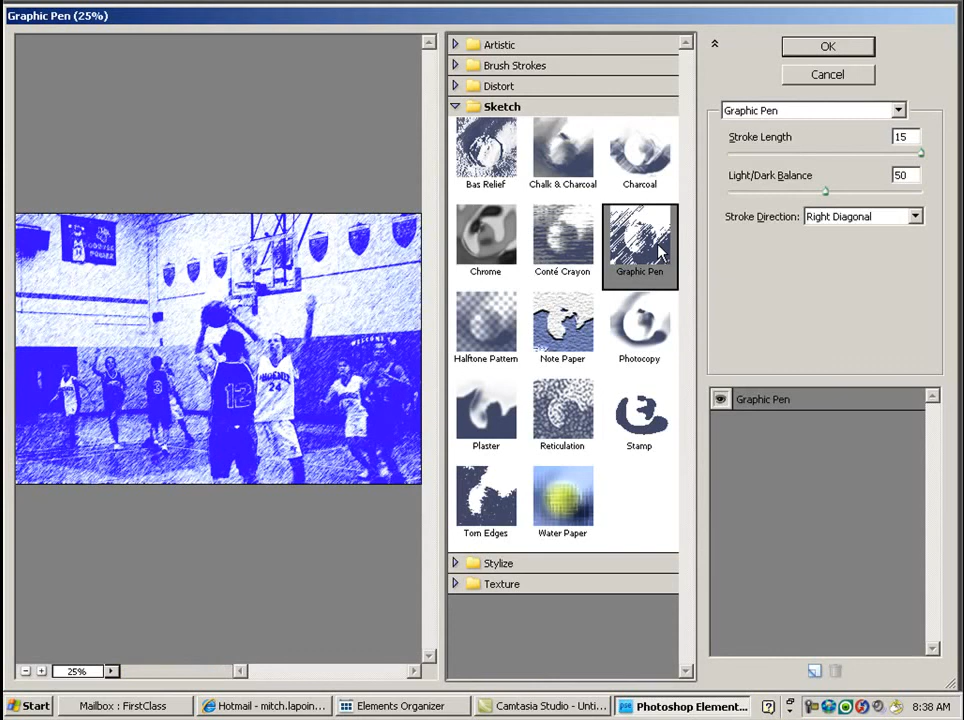 Graphic Pen (25%)
Artistic
Brush Strokes
Distort
Sketch
Bas Relief
Chalk & Charcoal
Charcoal
Chrome
Conté Crayon
Graphic Pen
Halftone Pattern
Note Paper
Photocopy
Plaster
Reticulation
Stamp
Torn Edges
Water Paper
Stylize
Texture
OK
Cancel
Graphic Pen
Stroke Length
15
Light/Dark Balance
50
Stroke Direction:
Right Diagonal
Graphic Pen
12
24
3
25%
Start
Mailbox : FirstClass
Hotmail - mitch.lapoin...
Elements Organizer
Camtasia Studio - Unti...
Photoshop Element...
8:38 AM